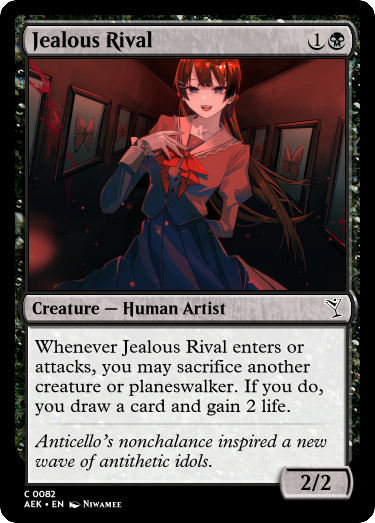 Jealous Rival 1
Creature — Human Artist
Whenever Jealous Rival enters or
attacks, you may sacrifice another
creature or planeswalker. If you do,
you draw a card and gain 2 life.
Anticello's nonchalance inspired a new
wave of antithetic idols.
2/2
C 0082
AEK • EN Niwamee